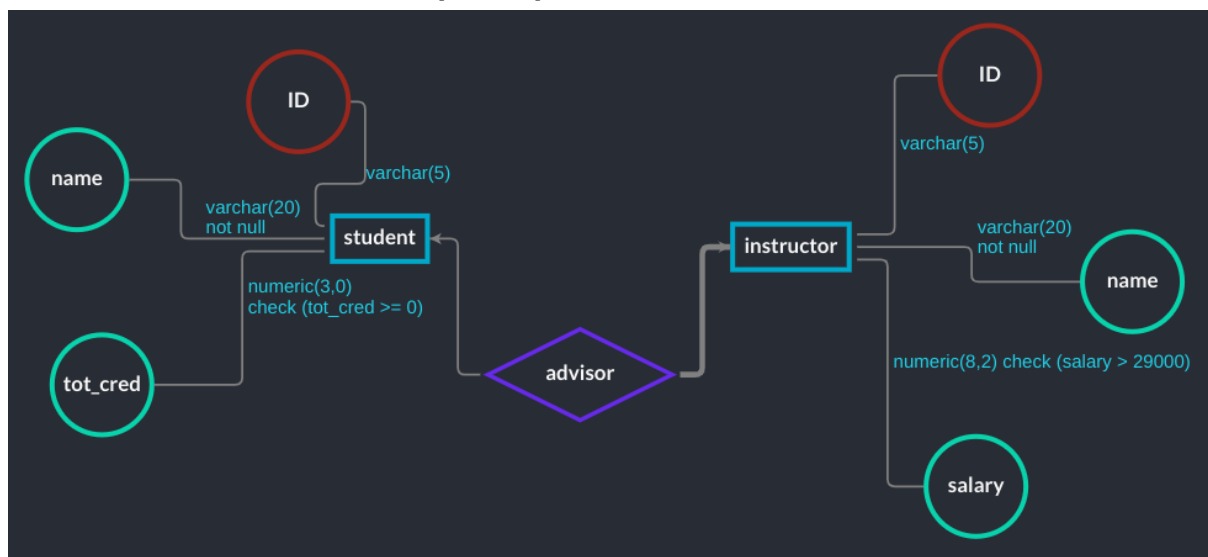 ID
ID
name
varchar(5)
varchar(5)
varchar(20)
not null
student
instructor
varchar(20)
not null
name
numeric(3,0)
check (tot_cred >= 0)
tot_cred
advisor
numeric(8,2) check (salary > 29000)
salary